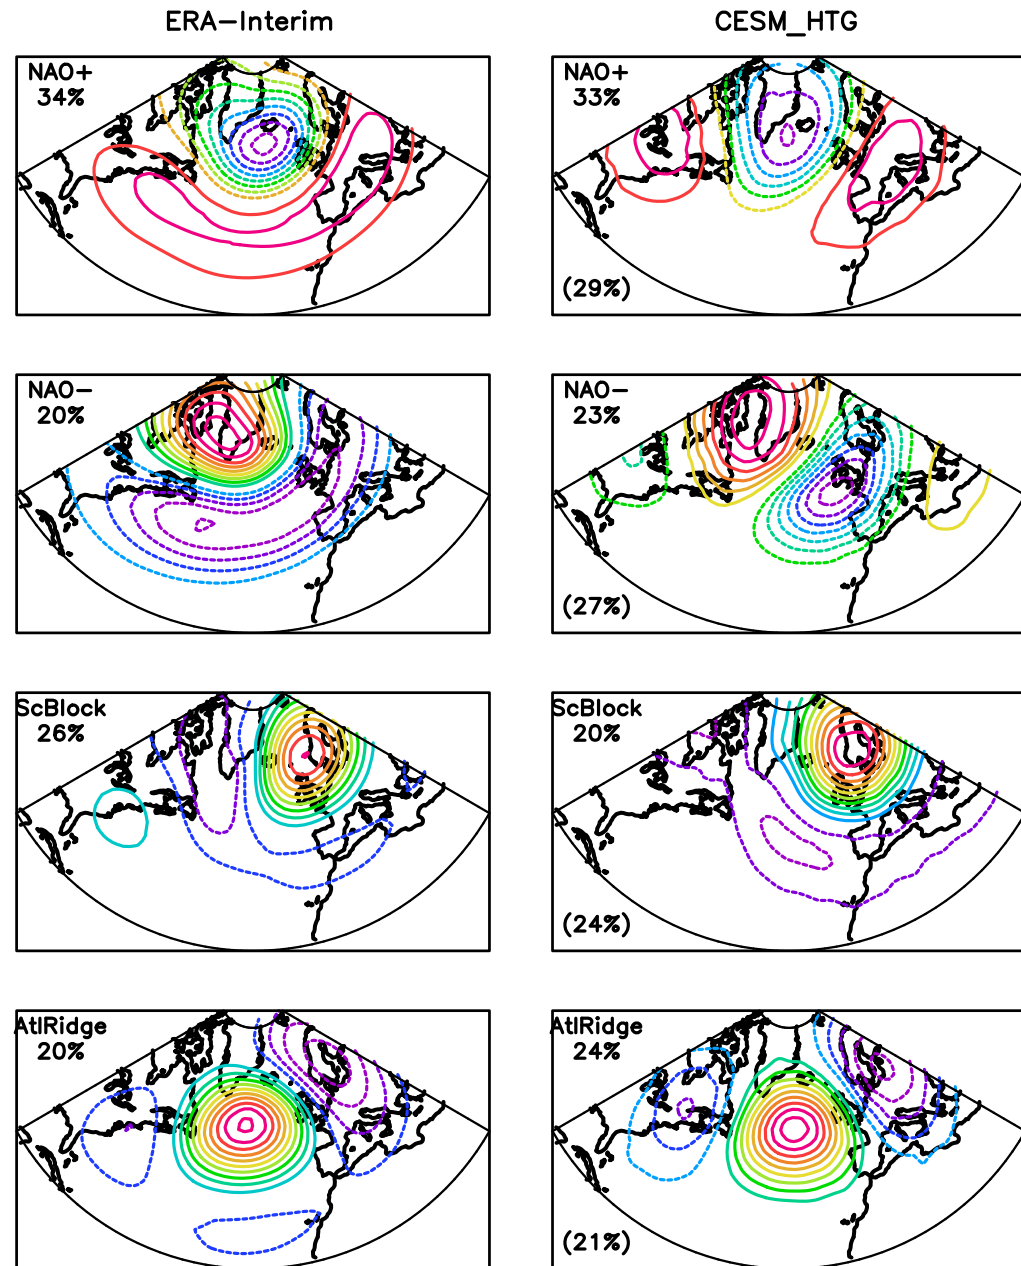 ERA-Interim
CESM_HTG
NAO+
34%
NAO+
33%
(29%)
NAO-
20%
NAO-
23%
(27%)
ScBlock
26%
ScBlock
20%
(24%)
AtlRidge
20%
AtlRidge
24%
(21%)